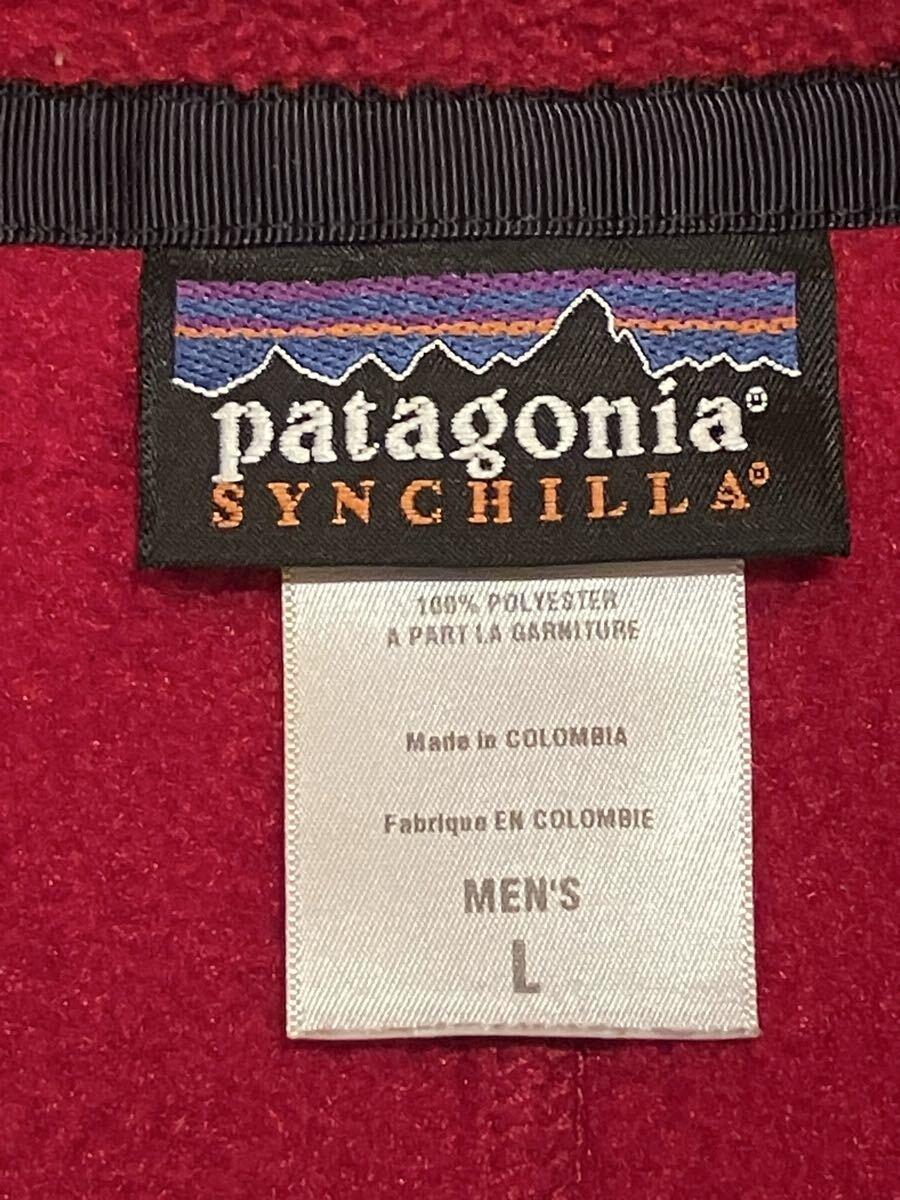 patagonia®
SYNCHILLA®
100% POLYESTER
A PART LA GARNITURE
Made in COLOMBIA
Fabrique EN COLOMBIE
MEN'S
L